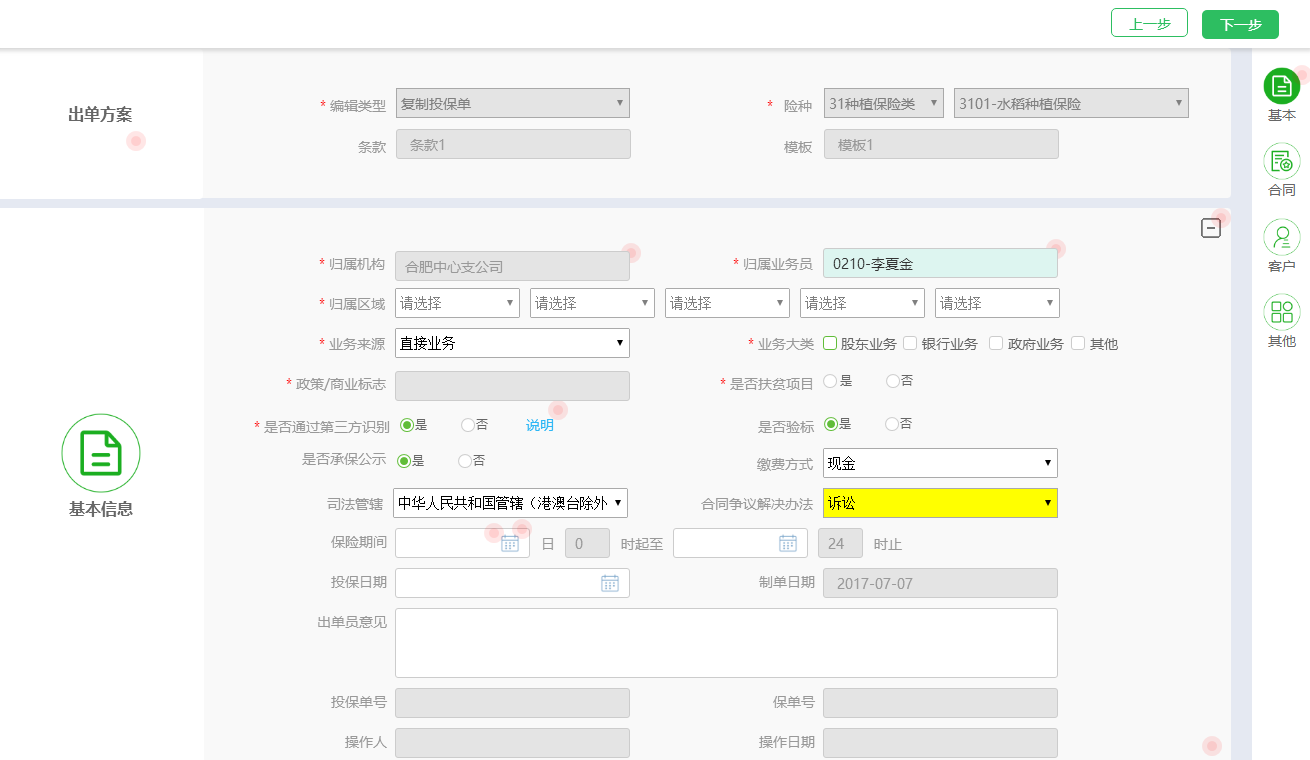 上一步 下一步
出单方案
* 编辑类型 复制投保单 * 险种 31种植保险类 3101-水稻种植保险
条款 条款1 模板 模板1
基本
合同
客户
其他
* 归属机构 合肥中心支公司 * 归属业务员 0210-李夏金
* 归属区域 请选择 请选择 请选择 请选择 请选择
* 业务来源 直接业务 * 业务大类 股东业务 银行业务 政府业务 其他
* 政策/商业标志 * 是否扶贫项目 是 否
* 是否通过第三方识别 是 否 说明 是否验标 是 否
是否承保公示 是 否 缴费方式 现金
基本信息
司法管辖 中华人民共和国管辖（港澳台除外 合同争议解决办法 诉讼
保险期间 日 0 时起至 24 时止
投保日期 制单日期 2017-07-07
出单员意见
投保单号 保单号
操作人 操作日期